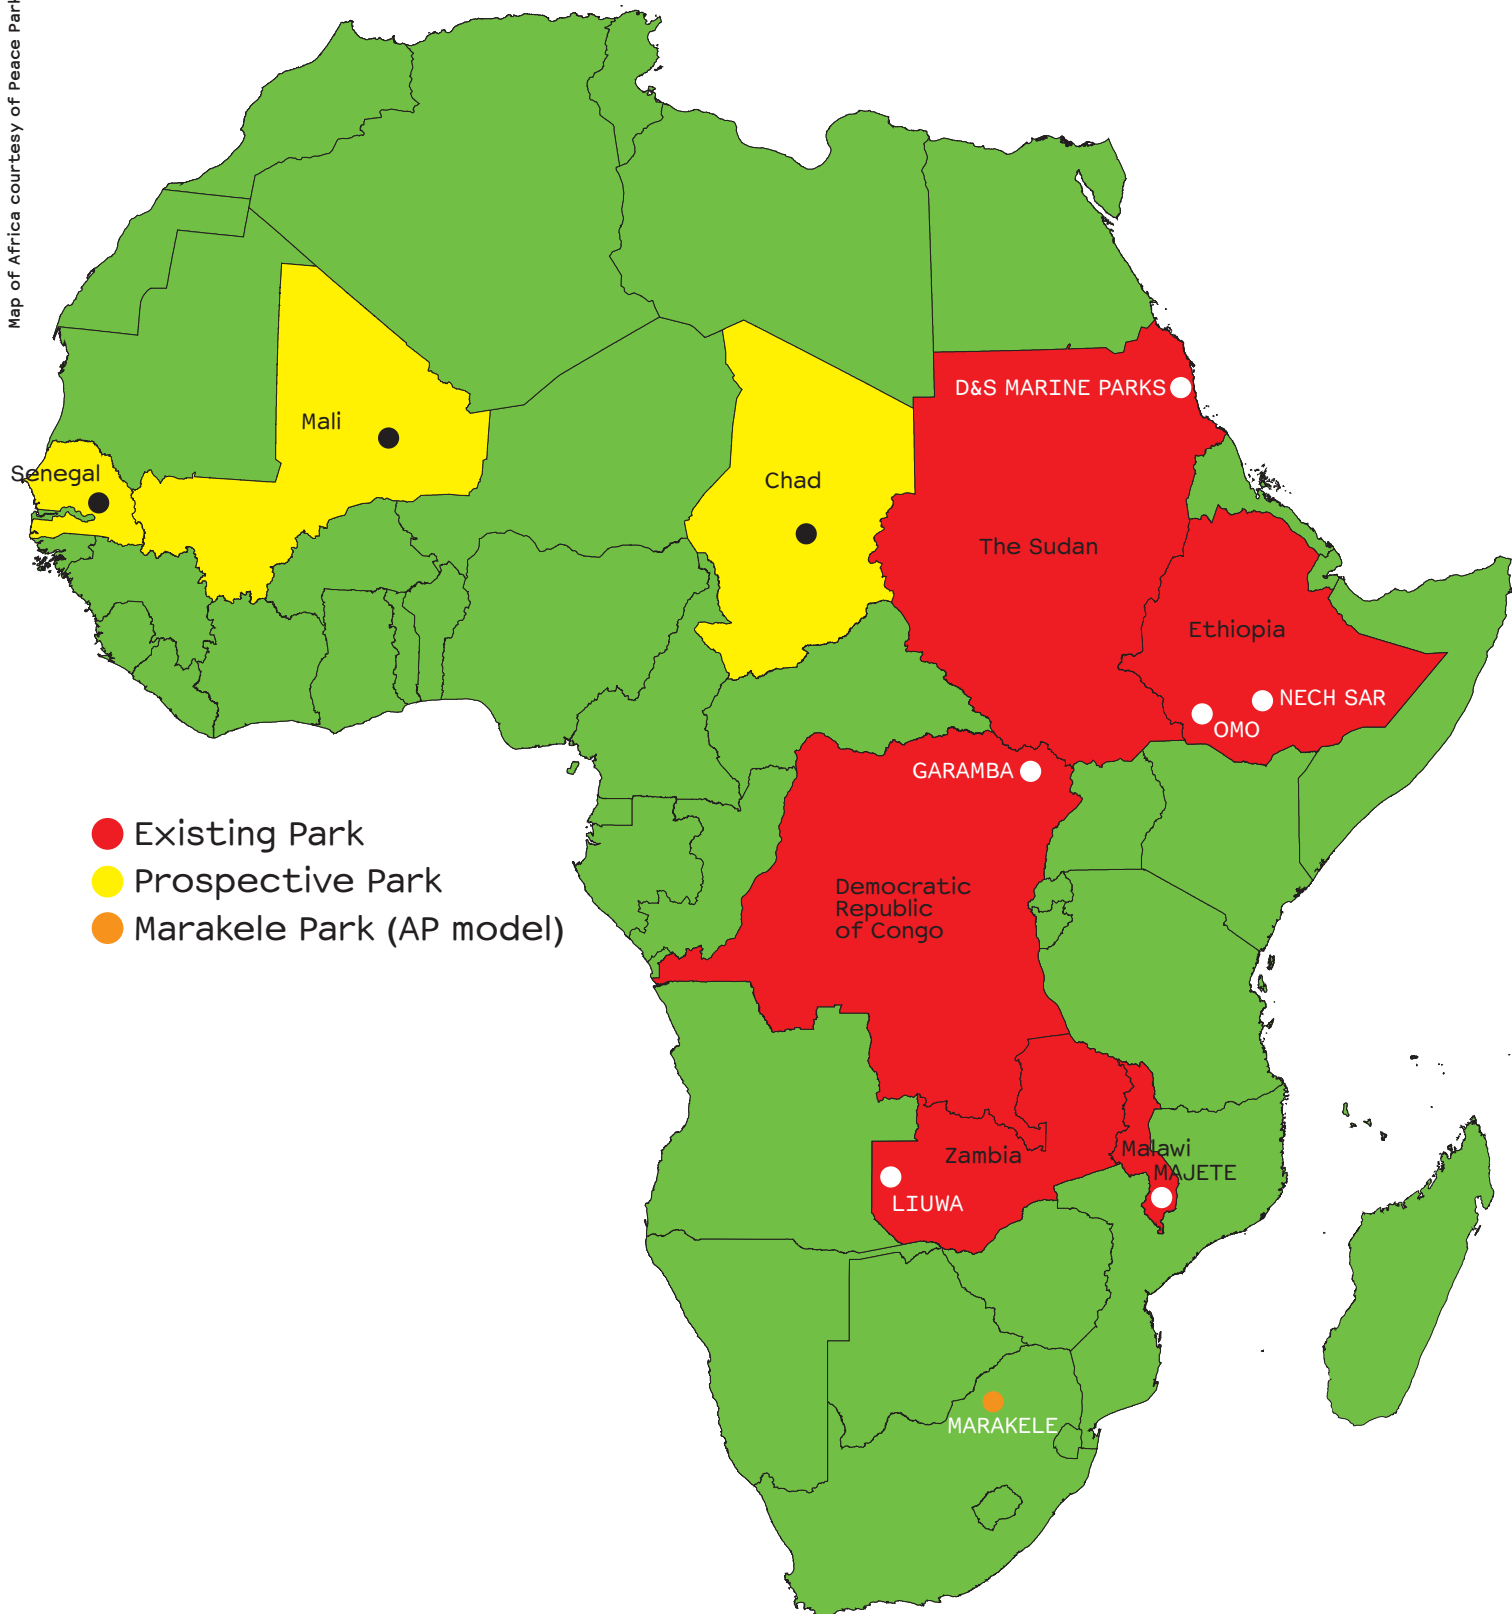 Map of Africa courtesy of Peace Park
Mali
Senegal
Chad
D&S MARINE PARKS
The Sudan
Ethiopia
NECH SAR
OMO
GARAMBA
Existing Park
Prospective Park
Marakele Park (AP model)
Democratic
Republic
of Congo
Zambia
Malawi
MAJETE
LIUWA
MARAKELE